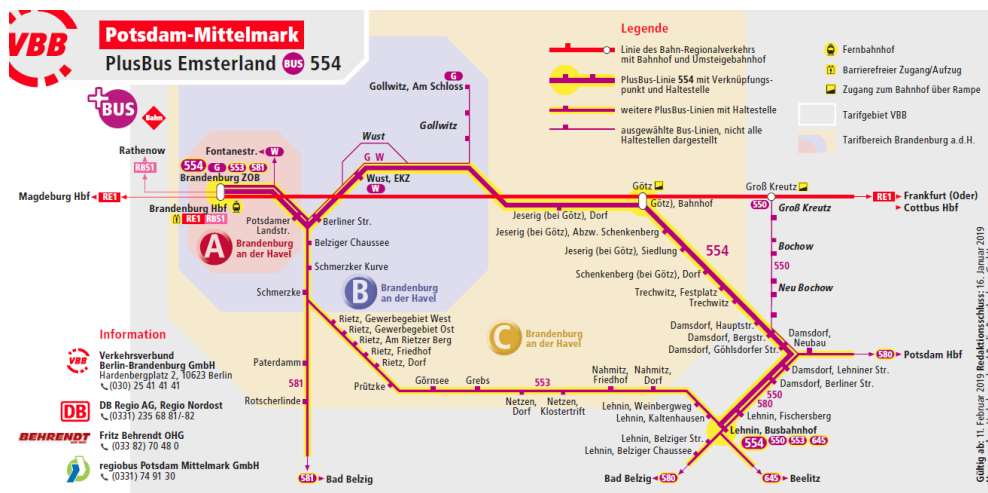 VBB
Potsdam-Mittelmark
PlusBus Emsterland BUS 554
+BUS
Bahn
Legende
Linie des Bahn-Regionalverkehrs
mit Bahnhof und Umsteigebahnhof
PlusBus-Linie 554 mit Verknüpfungs-
punkt und Haltestelle
weitere PlusBus-Linien mit Haltestelle
ausgewählte Bus-Linien, nicht alle
Haltestellen dargestellt
Fernbahnhof
Barrierefreier Zugang/Aufzug
Zugang zum Bahnhof über Rampe
Tarifgebiet VBB
Tarifbereich Brandenburg a.d.H.
G
Gollwitz, Am Schloss
Gollwitz
Wust
G W
Wust, EKZ
W
Rathenow
RB51
Fontanestr.
W
554 G 553 581
Brandenburg ZOB
Magdeburg Hbf
RE1
Brandenburg Hbf
RE1 RB51
Potsdamer
Landstr.
Berliner Str.
A
Brandenburg
an der Havel
Belziger Chaussee
Schmerzker Kurve
Schmerzke
B
Brandenburg
an der Havel
C
Brandenburg
an der Havel
Götz
Götz, Bahnhof
Groß Kreutz
550
Groß Kreutz
RE1
Frankfurt (Oder)
Cottbus Hbf
Jeserig (bei Götz), Dorf
Jeserig (bei Götz), Abzw. Schenkenberg
Jeserig (bei Götz), Siedlung
554
Schenkenberg (bei Götz), Dorf
Trechwitz, Festplatz
Trechwitz
Bochow
550
Neu Bochow
Damsdorf, Hauptstr.
Damsdorf, Bergstr.
Damsdorf, Göhlsdorfer Str.
Damsdorf,
Neubau
580
Potsdam Hbf
Damsdorf, Lehniner Str.
Damsdorf, Berliner Str.
550
580
Rietz, Gewerbegebiet West
Rietz, Gewerbegebiet Ost
Rietz, Am Rietzer Berg
Rietz, Friedhof
Rietz, Dorf
Prützke
Görnsee
Grebs
553
Netzen,
Dorf
Netzen,
Klostertrift
Nahmitz,
Friedhof
Nahmitz,
Dorf
Lehnin, Weinbergweg
Lehnin, Kaltenhausen
Lehnin, Fischersberg
Lehnin, Busbahnhof
554 550 553 645
Lehnin, Belziger Str.
Lehnin, Belziger Chaussee
Bad Belzig
580
645
Beelitz
Paterdamm
581
Rotscherlinde
581
Bad Belzig
Information
VBB
Verkehrsverbund
Berlin-Brandenburg GmbH
Hardenbergplatz 2, 10623 Berlin
(030) 25 41 41 41
DB
DB Regio AG, Regio Nordost
(0331) 235 68 81/-82
BEHRENDT
Fritz Behrendt OHG
(033 82) 70 48 0
regiobus Potsdam Mittelmark GmbH
(0331) 74 91 30
Gültig ab: 11. Februar 2019 Redaktionsschluss: 16. Januar 2019